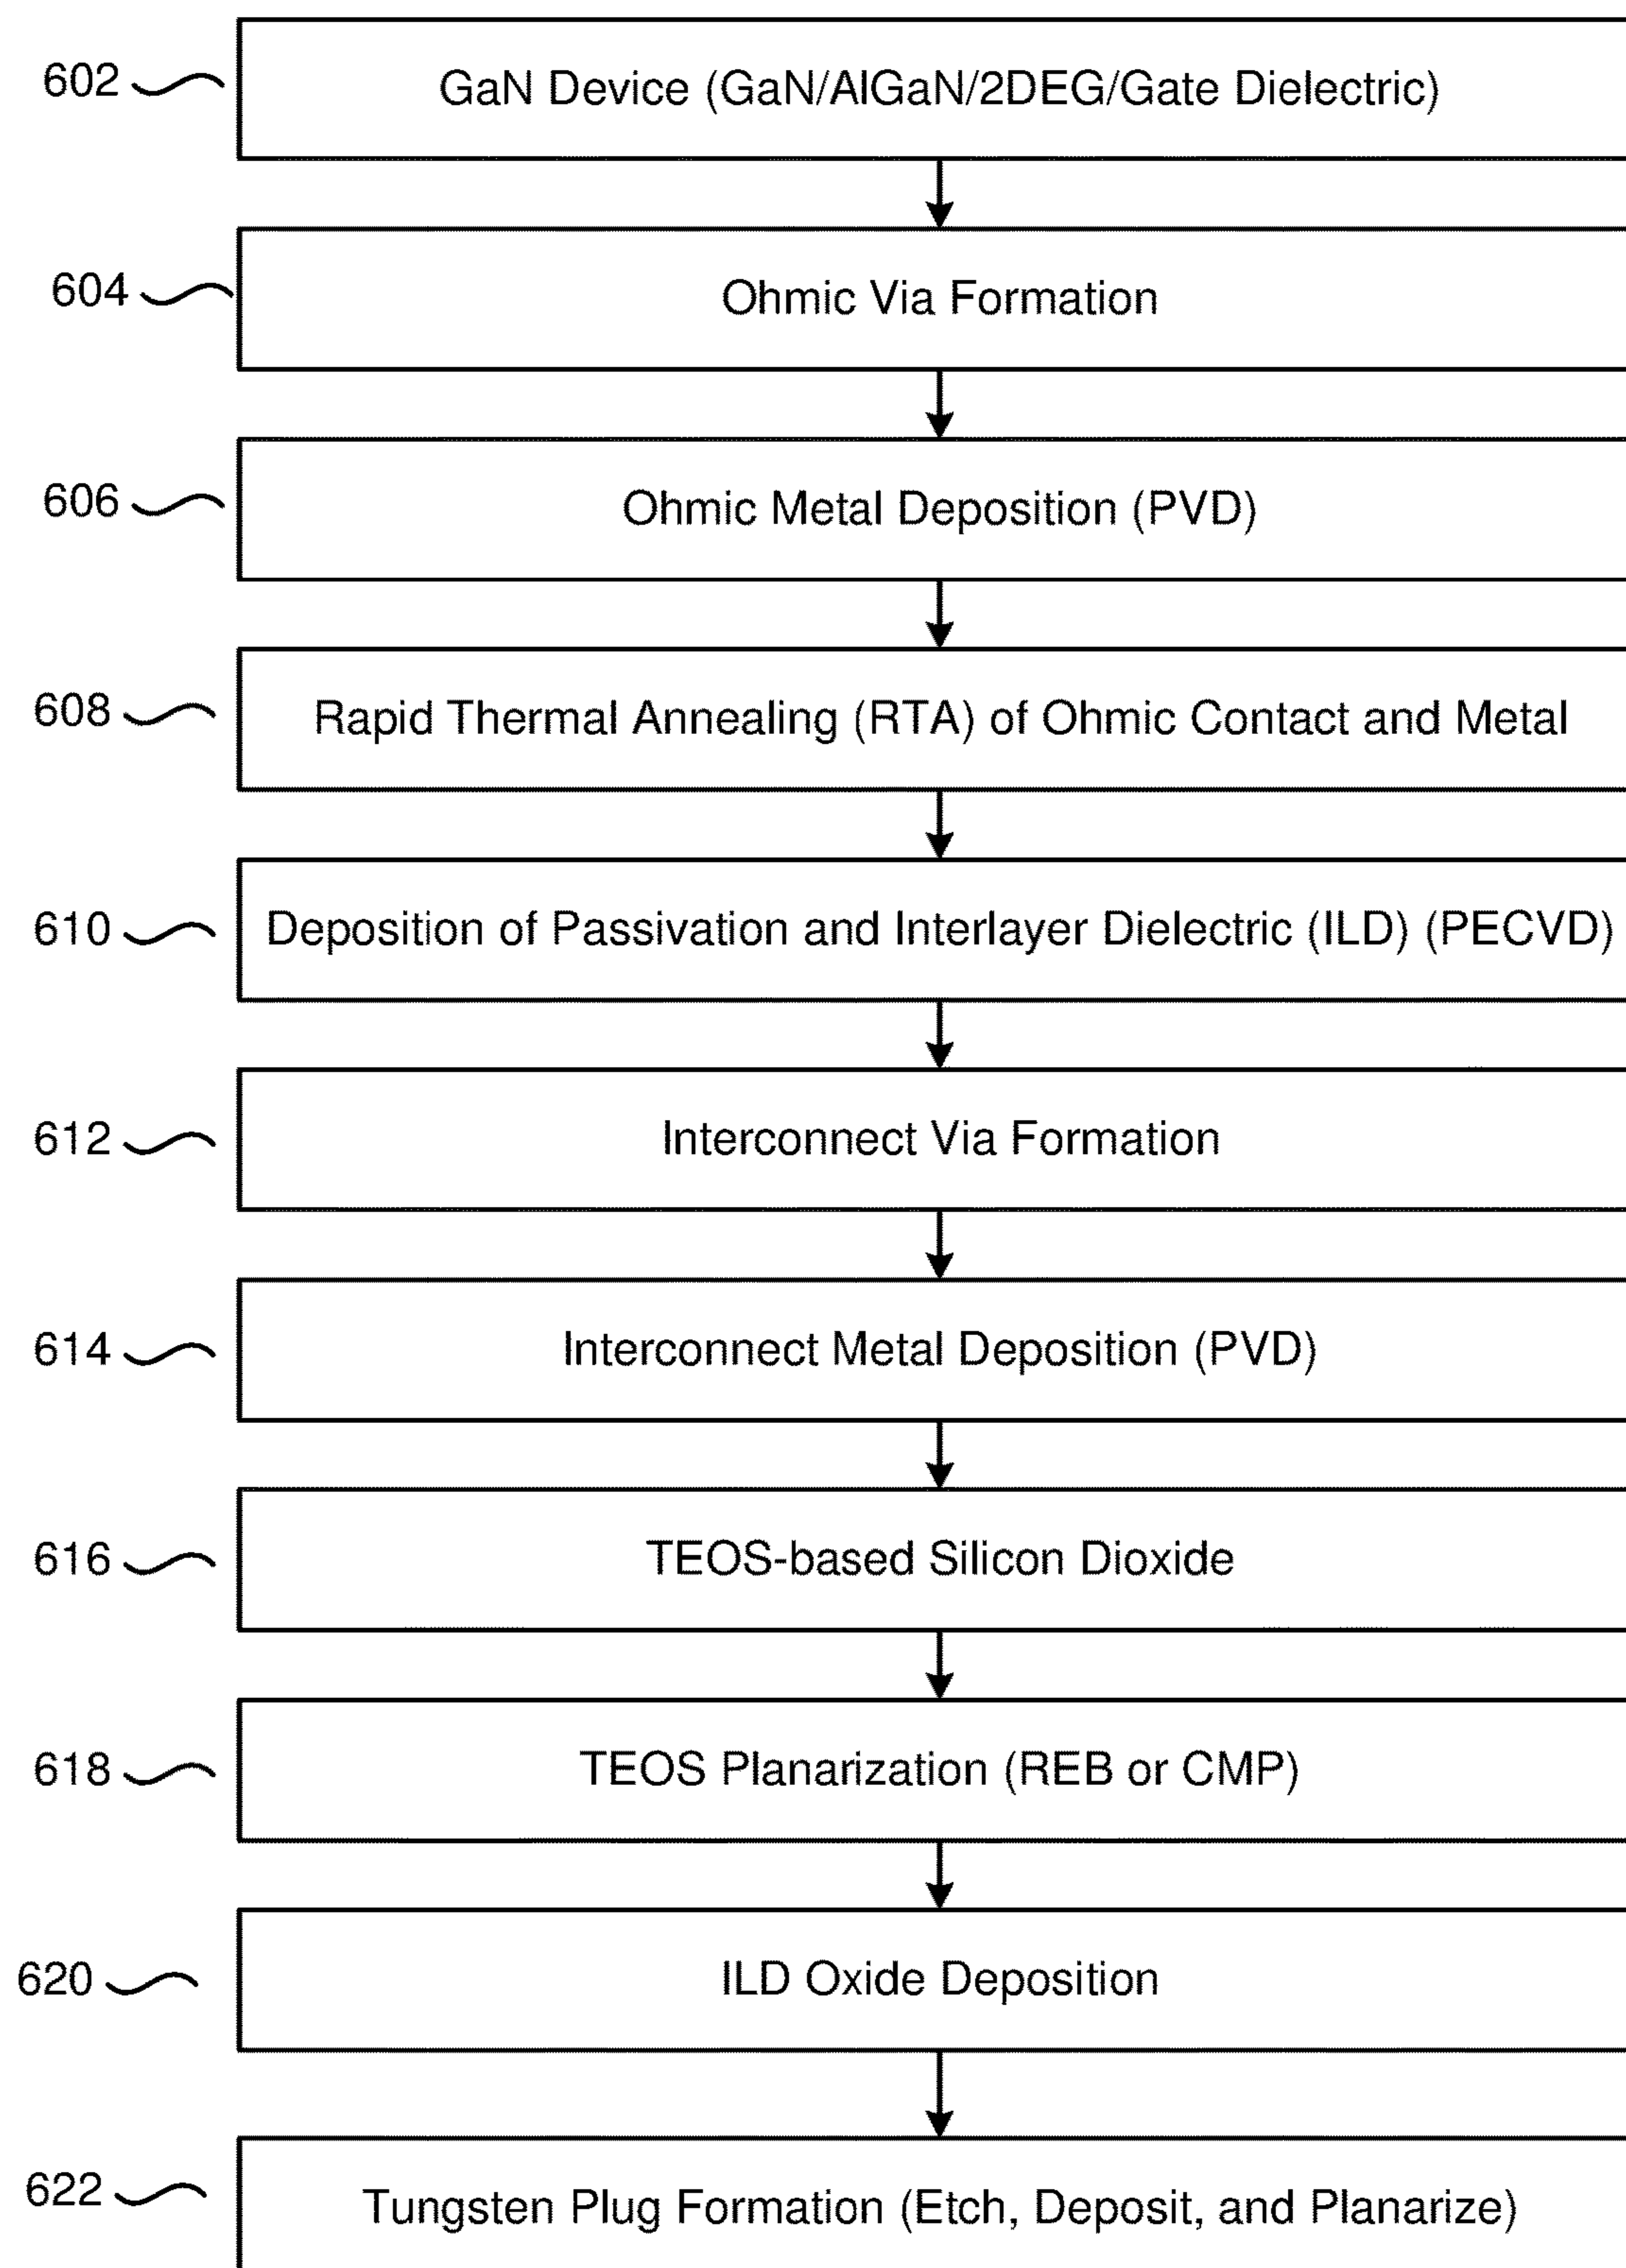 602
GaN Device (GaN/AlGaN/2DEG/Gate Dielectric)
604
Ohmic Via Formation
606
Ohmic Metal Deposition (PVD)
608
Rapid Thermal Annealing (RTA) of Ohmic Contact and Metal
610
Deposition of Passivation and Interlayer Dielectric (ILD) (PECVD)
612
Interconnect Via Formation
614
Interconnect Metal Deposition (PVD)
616
TEOS-based Silicon Dioxide
618
TEOS Planarization (REB or CMP)
620
ILD Oxide Deposition
622
Tungsten Plug Formation (Etch, Deposit, and Planarize)